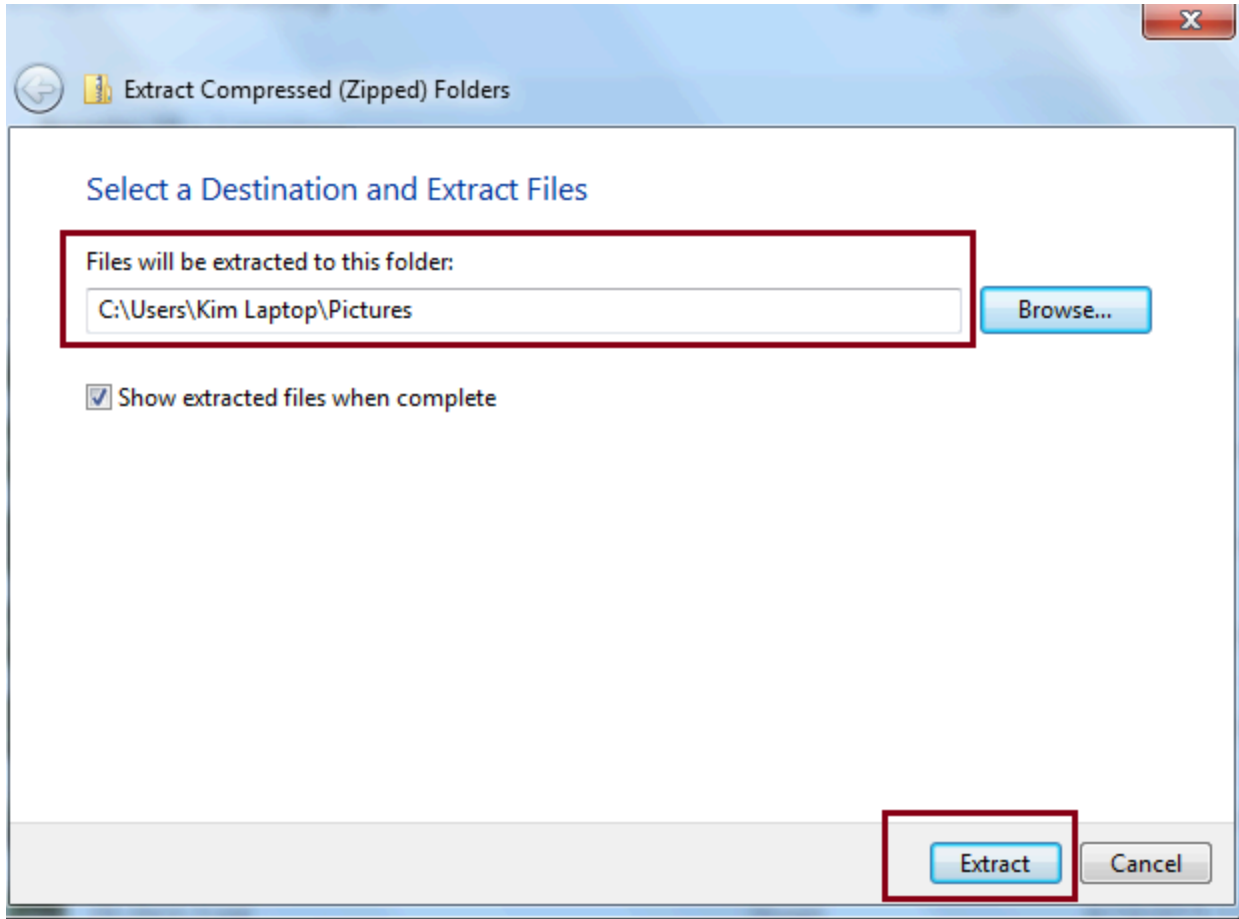 Extract Compressed (Zipped) Folders
Select a Destination and Extract Files
Files will be extracted to this folder:
C:\Users\Kim Laptop\Pictures
Browse...
Show extracted files when complete
Extract
Cancel